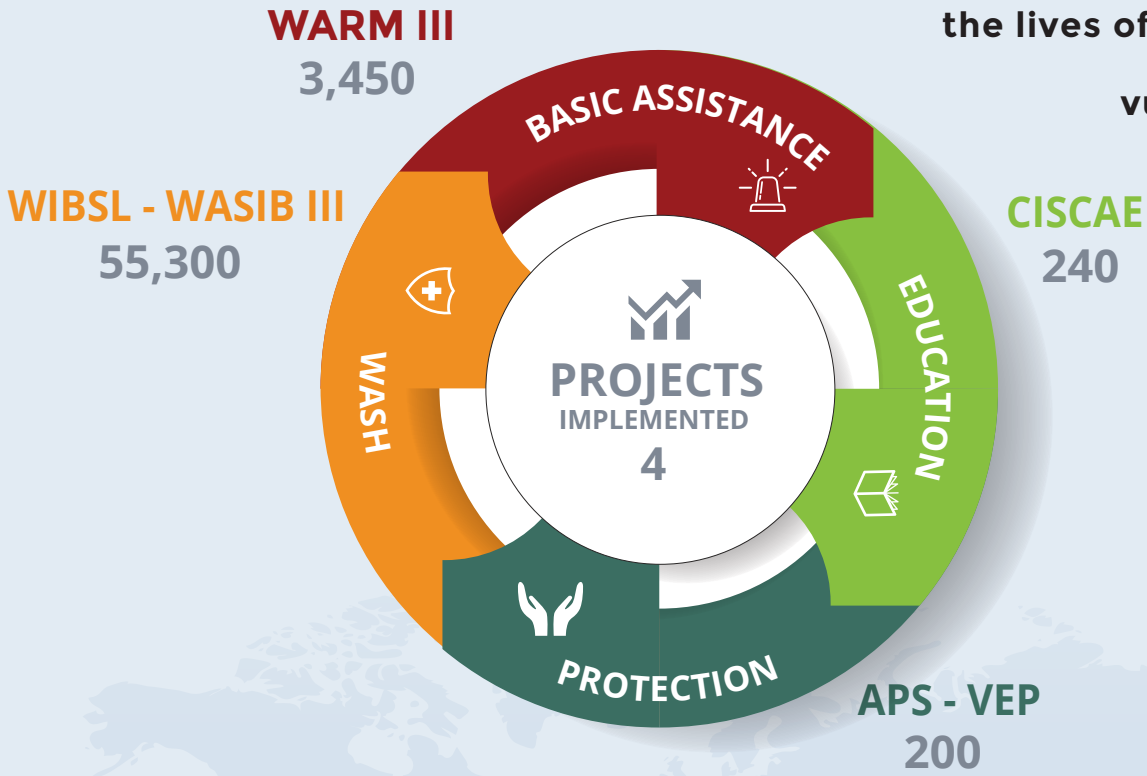 WARM III
3,450
the lives of
BASIC ASSISTANCE
WIBSL - WASIB III
55,300
CISCAE
240
EDUCATION
WASH
PROJECTS
IMPLEMENTED
4
PROTECTION
APS - VEP
200